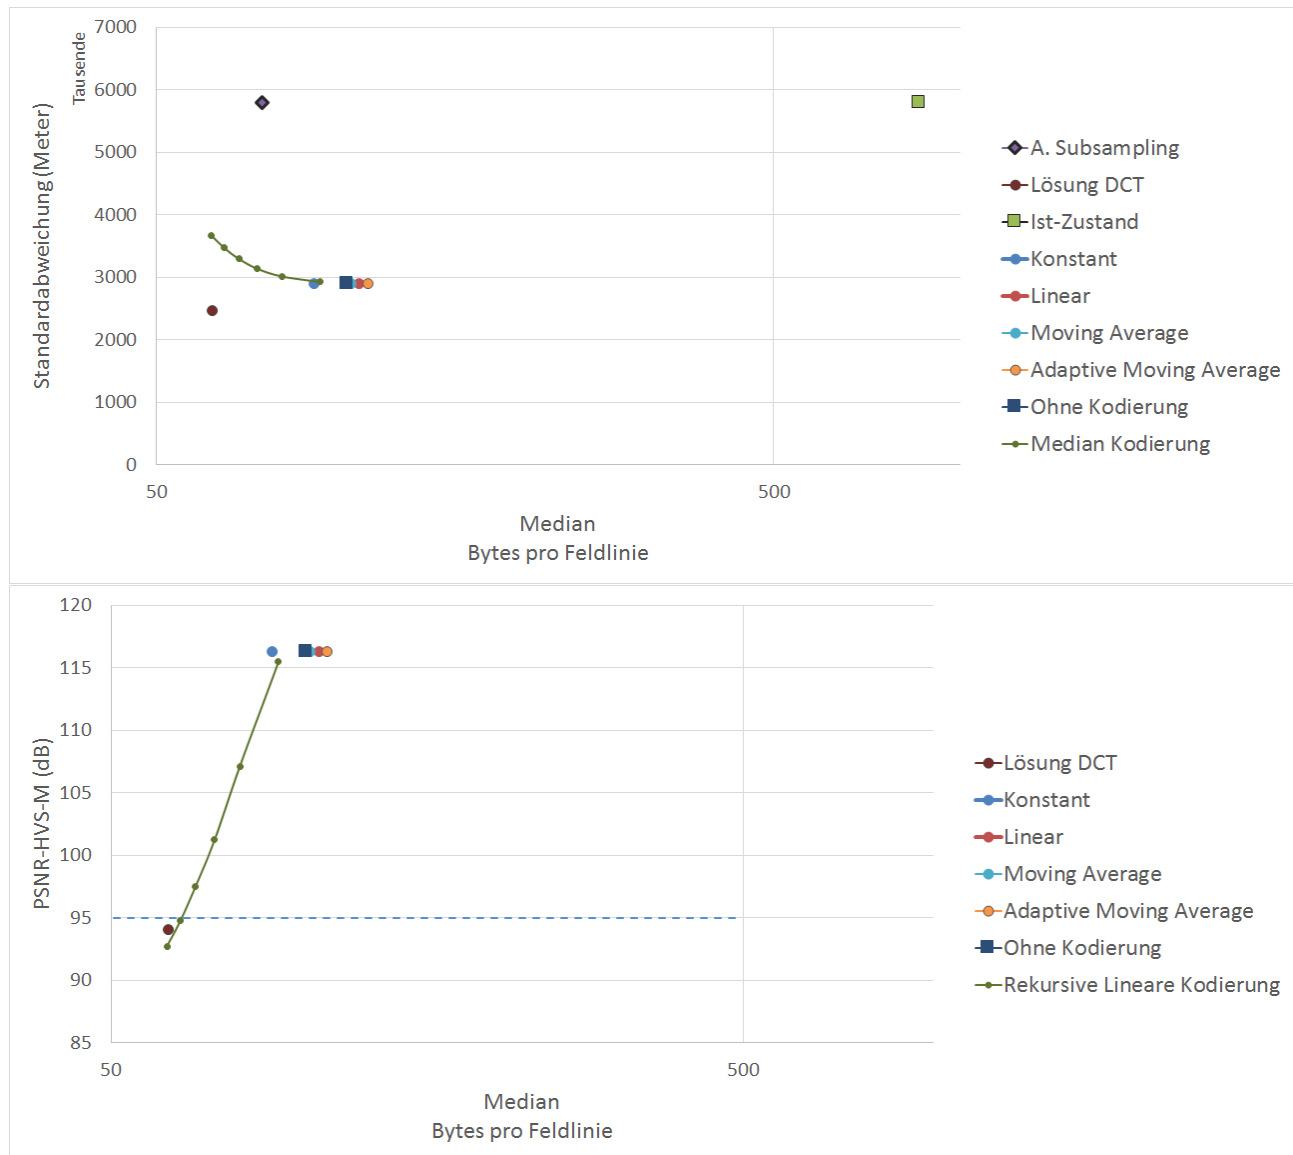 7000
6000
5000
4000
3000
2000
1000
0
Tausende
Standardabweichung (Meter)
50
500
Median
Bytes pro Feldlinie
A. Subsampling
Lösung DCT
Ist-Zustand
Konstant
Linear
Moving Average
Adaptive Moving Average
Ohne Kodierung
Median Kodierung
120
115
110
105
100
95
90
85
PSNR-HVS-M (dB)
50
500
Median
Bytes pro Feldlinie
Lösung DCT
Konstant
Linear
Moving Average
Adaptive Moving Average
Ohne Kodierung
Rekursive Lineare Kodierung